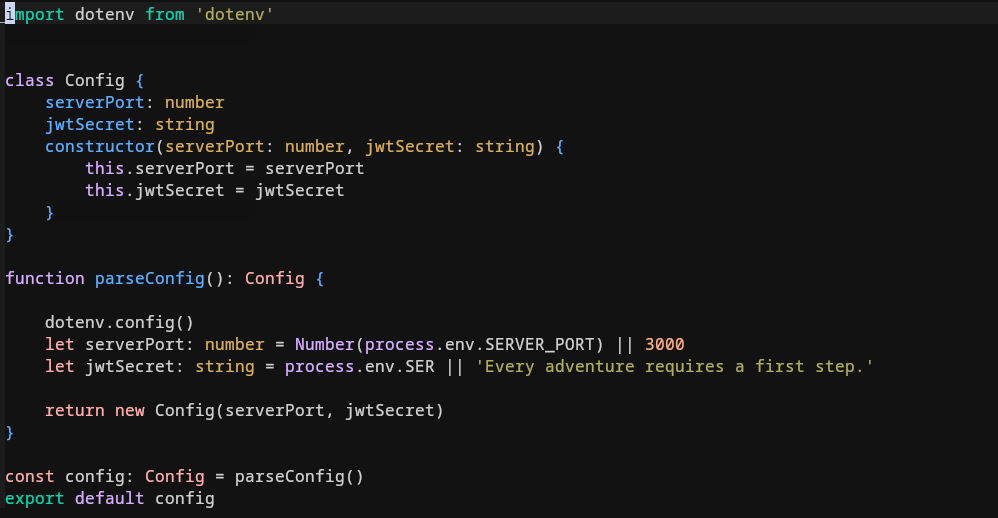 import dotenv from 'dotenv'
class Config {
    serverPort: number
    jwtSecret: string
    constructor(serverPort: number, jwtSecret: string) {
        this.serverPort = serverPort
        this.jwtSecret = jwtSecret
    }
}
function parseConfig(): Config {
    dotenv.config()
    let serverPort: number = Number(process.env.SERVER_PORT) || 3000
    let jwtSecret: string = process.env.SER || 'Every adventure requires a first step.'
    return new Config(serverPort, jwtSecret)
}
const config: Config = parseConfig()
export default config